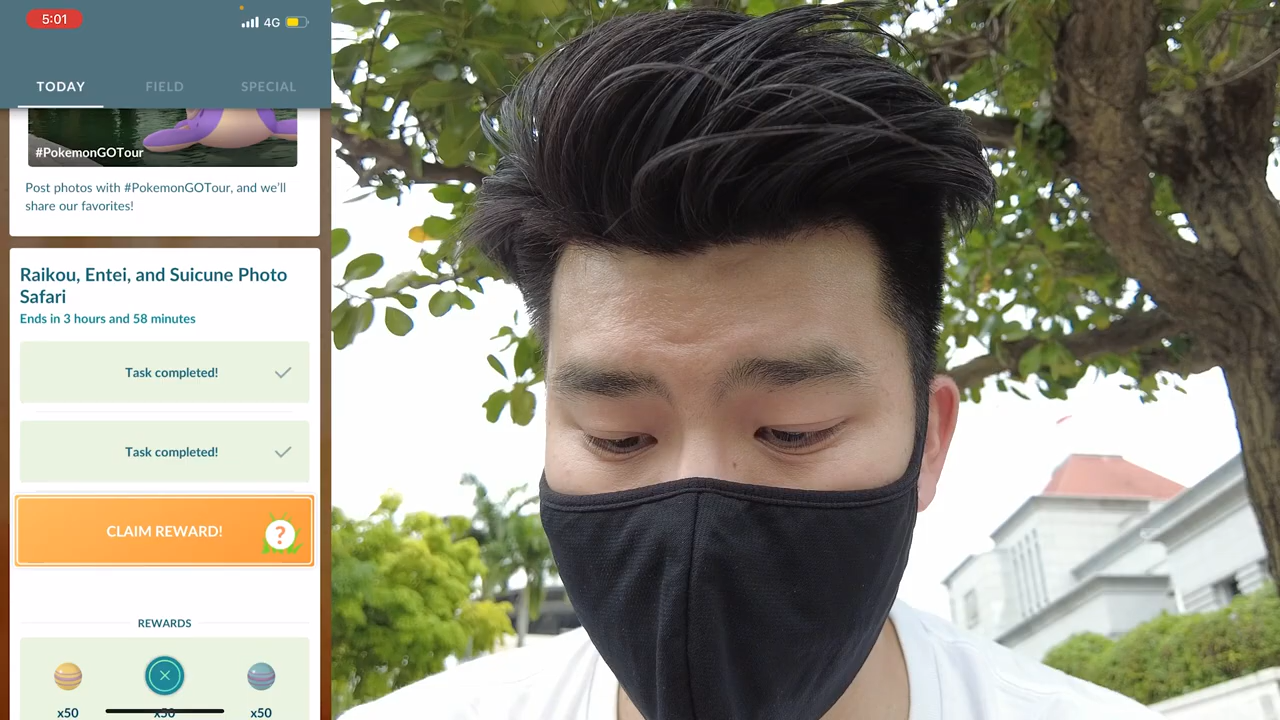 5:01
4G
TODAY
FIELD
SPECIAL
#PokemonGOTour
Post photos with #PokemonGOTour, and we'll
share our favorites!
Raikou, Entei, and Suicune Photo
Safari
Ends in 3 hours and 58 minutes
Task completed!
Task completed!
CLAIM REWARD!
?
REWARDS
x50
x50
x50